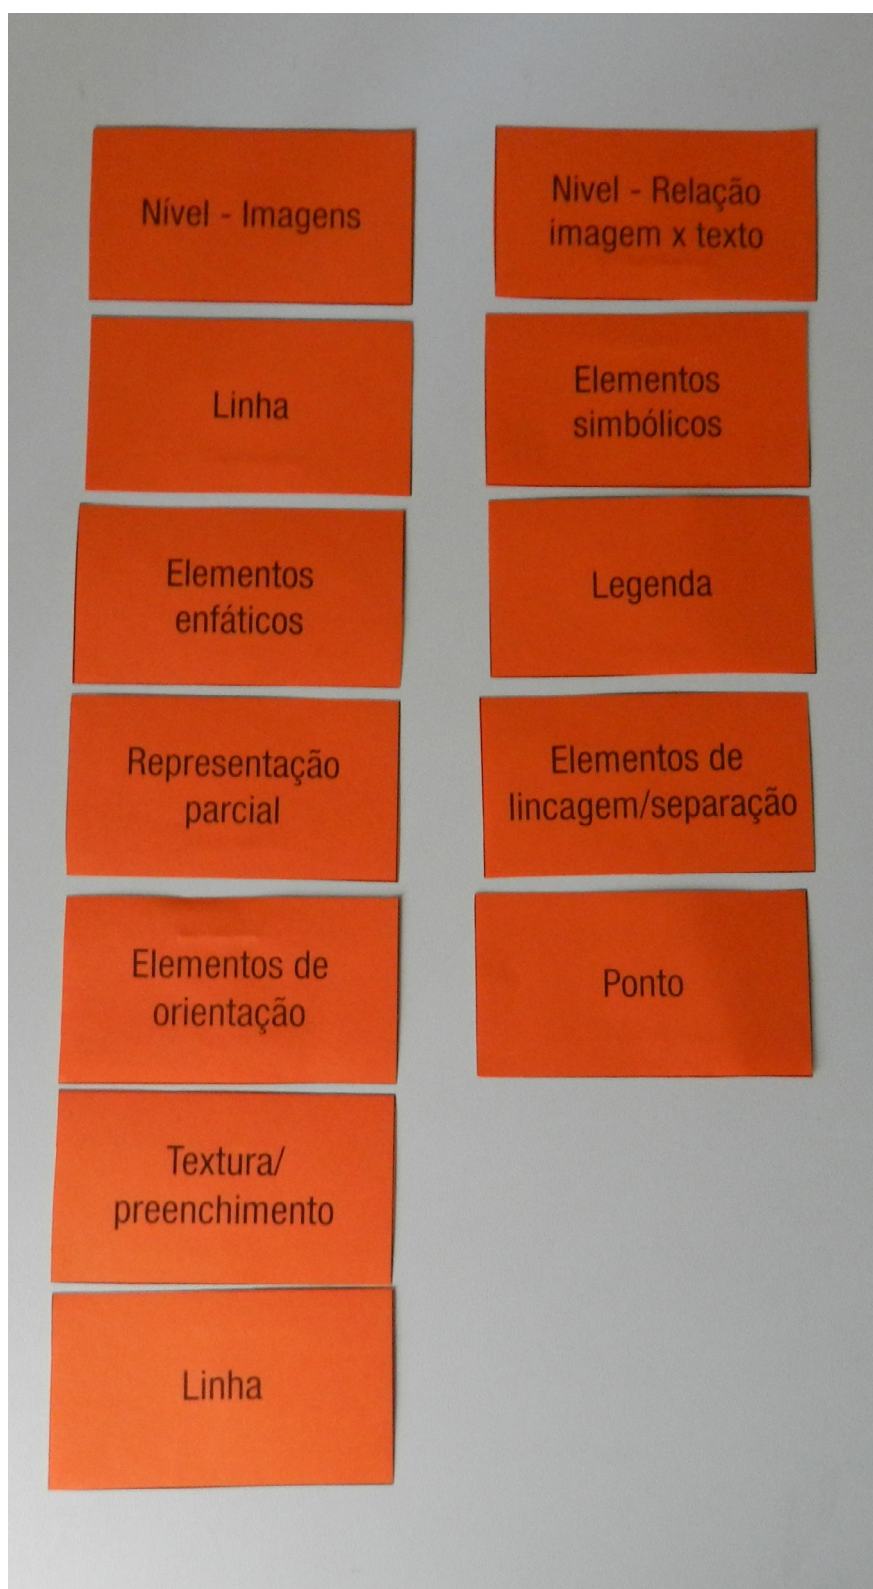 Nível - Imagens
Linha
Elementos
enfáticos
Representação
parcial
Elementos de
orientação
Textura/
preenchimento
Linha
Nivel - Relação
imagem x texto
Elementos
simbólicos
Legenda
Elementos de
lincagem/separação
Ponto